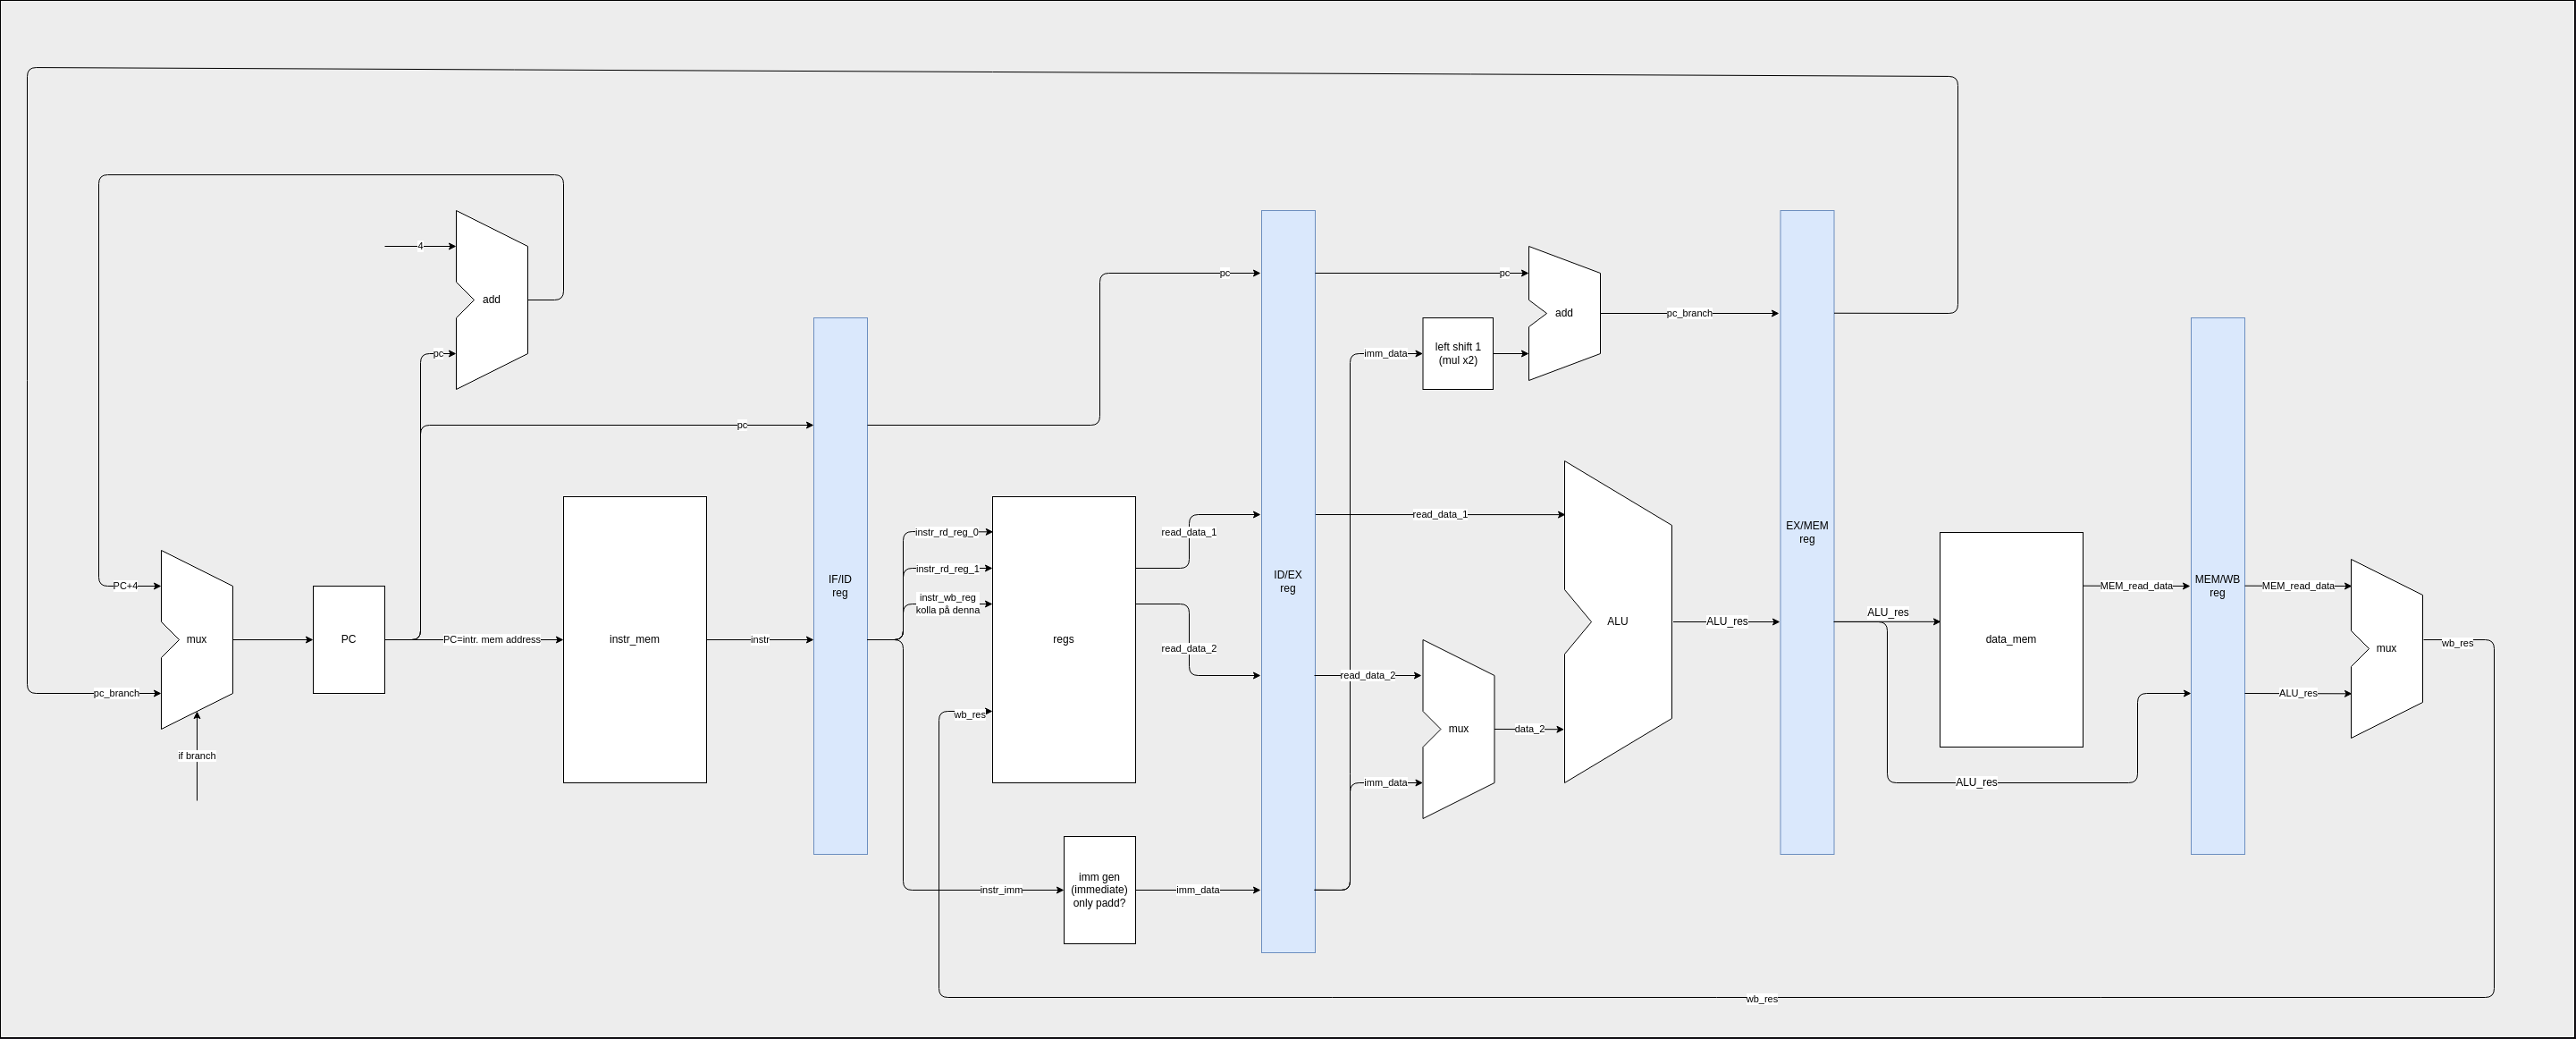 4
add
pc
pc
PC+4
mux
pc_branch
if branch
PC
PC=intr. mem address
instr_mem
instr
IF/ID
reg
instr_rd_reg_0
instr_rd_reg_1
instr_wb_reg
kolla på denna
wb_res
regs
read_data_1
read_data_2
instr_imm
imm gen
(immediate)
only padd?
imm_data
pc
ID/EX
reg
pc
imm_data
left shift 1
(mul x2)
add
pc_branch
read_data_1
read_data_2
imm_data
mux
data_2
ALU
ALU_res
EX/MEM
reg
ALU_res
data_mem
ALU_res
MEM_read_data
MEM/WB
reg
MEM_read_data
ALU_res
mux
wb_res
wb_res